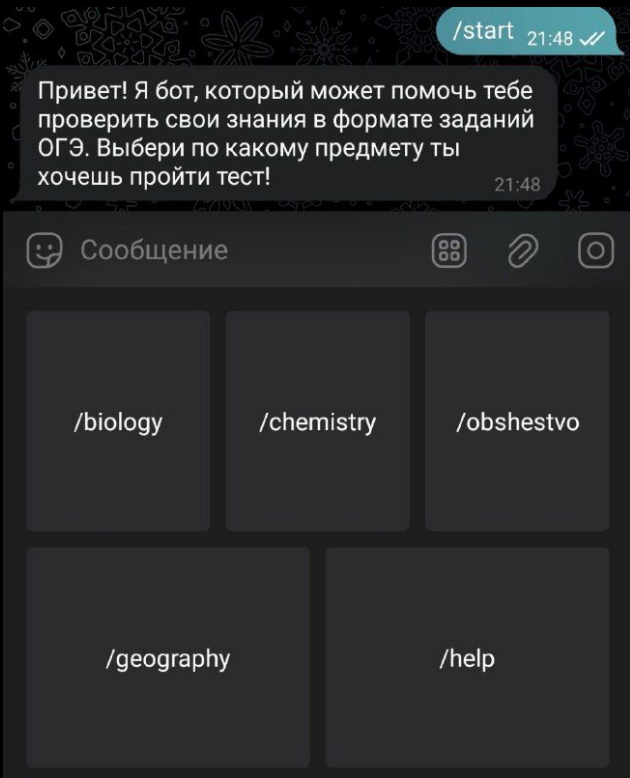 /start 21:48
Привет! Я бот, который может помочь тебе
проверить свои знания в формате заданий
ОГЭ. Выбери по какому предмету ты
хочешь пройти тест! 21:48
Сообщение
/biology /chemistry /obshestvo
/geography /help